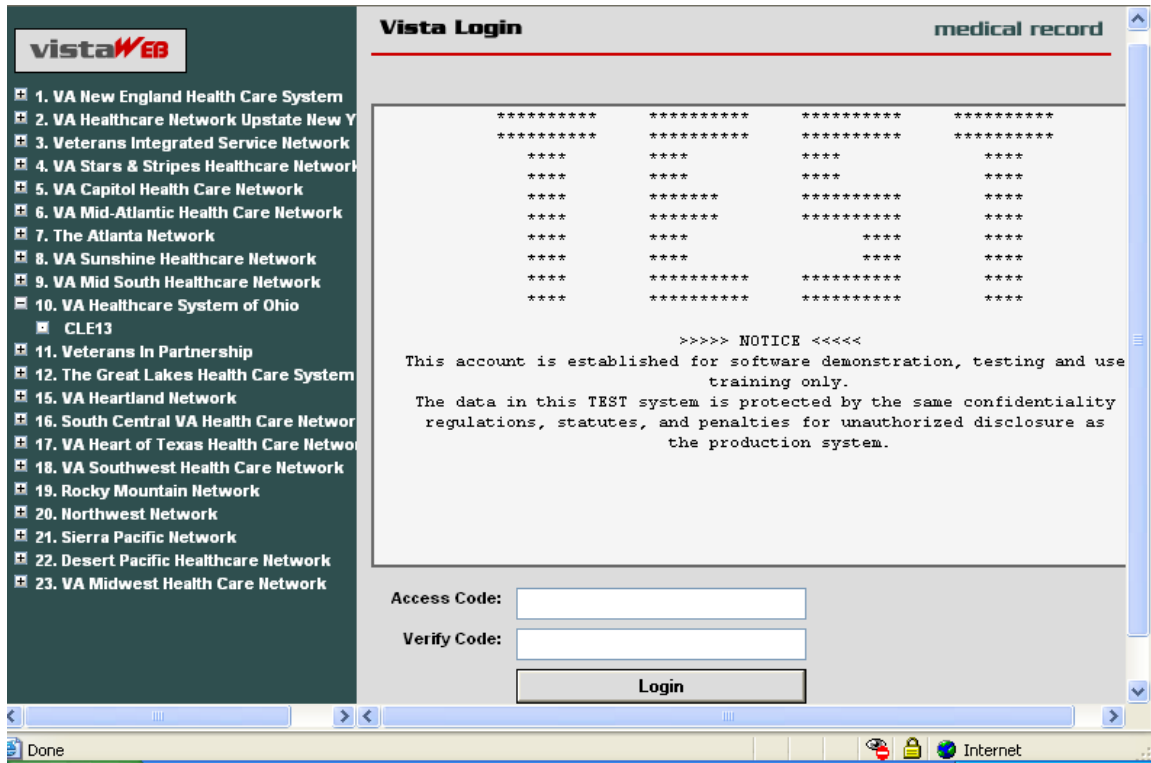 vistaWEB
1. VA New England Health Care System
2. VA Healthcare Network Upstate New Y
3. Veterans Integrated Service Network
4. VA Stars & Stripes Healthcare Network
5. VA Capitol Health Care Network
6. VA Mid-Atlantic Health Care Network
7. The Atlanta Network
8. VA Sunshine Healthcare Network
9. VA Mid South Healthcare Network
10. VA Healthcare System of Ohio
CLE13
11. Veterans In Partnership
12. The Great Lakes Health Care System
15. VA Heartland Network
16. South Central VA Health Care Networ
17. VA Heart of Texas Health Care Networ
18. VA Southwest Health Care Network
19. Rocky Mountain Network
20. Northwest Network
21. Sierra Pacific Network
22. Desert Pacific Healthcare Network
23. VA Midwest Health Care Network
Vista Login medical record
********** ********** ********** **********
********** ********** ********** **********
**** **** **** ****
**** **** **** ****
**** ******* ********** ****
**** ******* ********** ****
**** **** **** ****
**** **** **** ****
**** ********** ********** ****
**** ********** ********** ****
>>>>> NOTICE <<<<<
This account is established for software demonstration, testing and use
training only.
The data in this TEST system is protected by the same confidentiality
regulations, statutes, and penalties for unauthorized disclosure as
the production system.
Access Code:
Verify Code:
Login
Done Internet